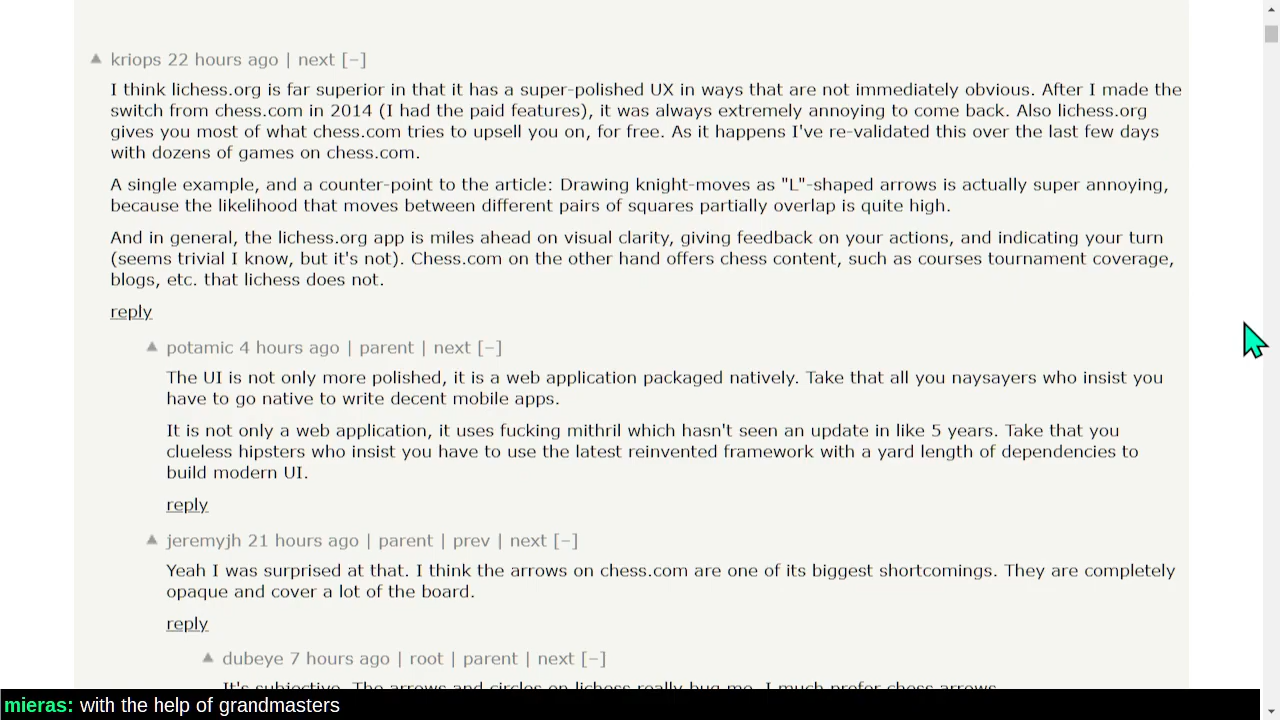 ▲ kriops 22 hours ago | next [–]
I think lichess.org is far superior in that it has a super-polished UX in ways that are not immediately obvious. After I made the
switch from chess.com in 2014 (I had the paid features), it was always extremely annoying to come back. Also lichess.org
gives you most of what chess.com tries to upsell you on, for free. As it happens I've re-validated this over the last few days
with dozens of games on chess.com.
A single example, and a counter-point to the article: Drawing knight-moves as "L"-shaped arrows is actually super annoying,
because the likelihood that moves between different pairs of squares partially overlap is quite high.
And in general, the lichess.org app is miles ahead on visual clarity, giving feedback on your actions, and indicating your turn
(seems trivial I know, but it's not). Chess.com on the other hand offers chess content, such as courses tournament coverage,
blogs, etc. that lichess does not.
reply
▲ potamic 4 hours ago | parent | next [–]
The UI is not only more polished, it is a web application packaged natively. Take that all you naysayers who insist you
have to go native to write decent mobile apps.
It is not only a web application, it uses fucking mithril which hasn't seen an update in like 5 years. Take that you
clueless hipsters who insist you have to use the latest reinvented framework with a yard length of dependencies to
build modern UI.
reply
▲ jeremyjh 21 hours ago | parent | prev | next [–]
Yeah I was surprised at that. I think the arrows on chess.com are one of its biggest shortcomings. They are completely
opaque and cover a lot of the board.
reply
▲ dubeye 7 hours ago | root | parent | next [–]
It's subjective. The arrows and circles on lichess really bug me. I much prefer chess arrows
mieras: with the help of grandmasters